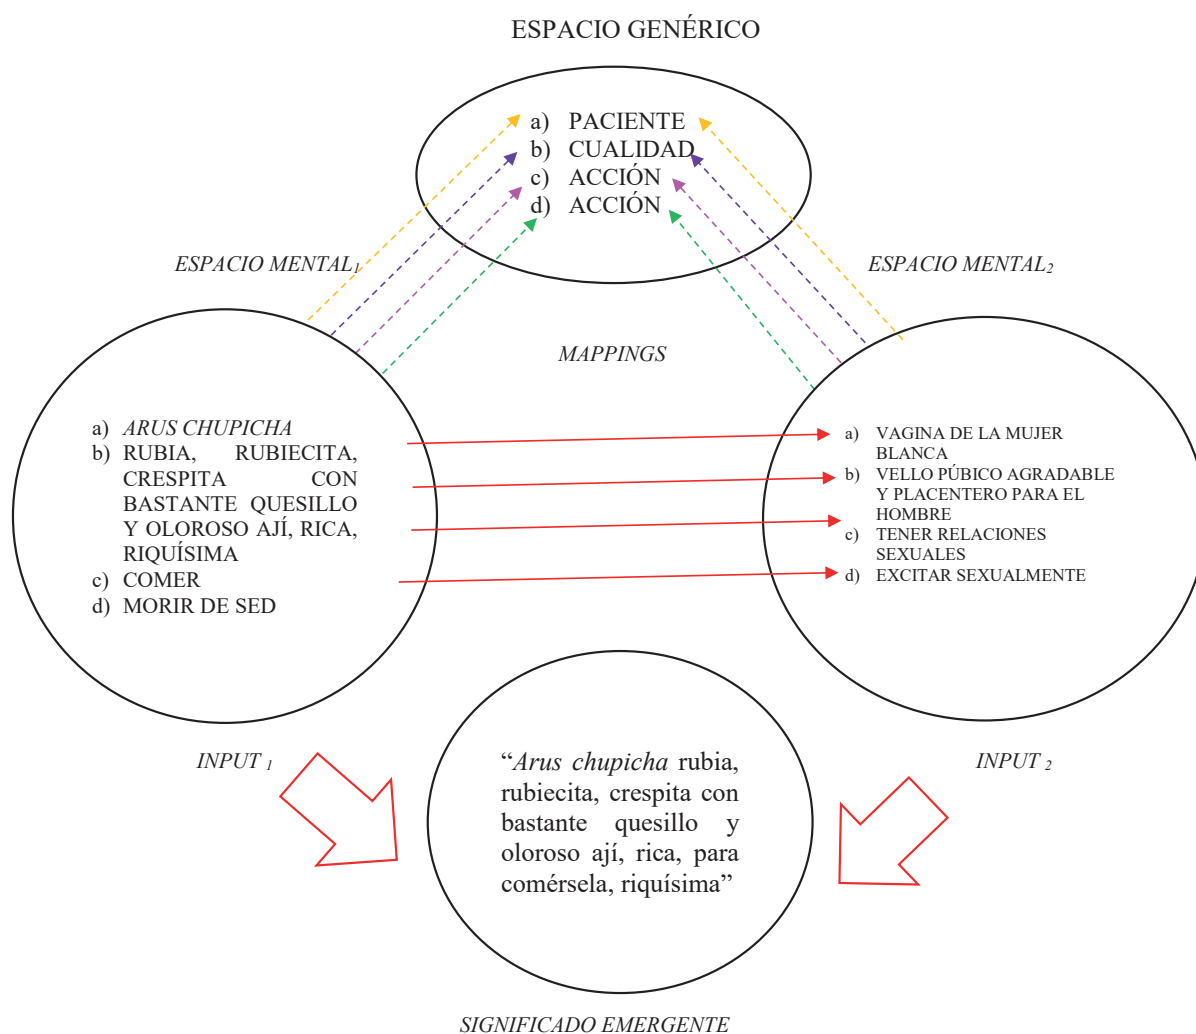 ESPACIO GENÉRICO
a) PACIENTE
b) CUALIDAD
c) ACCIÓN
d) ACCIÓN
ESPACIO MENTAL1
ESPACIO MENTAL2
MAPPINGS
a) ARUS CHUPICHA
b) RUBIA, RUBIECITA,
CRESPITA CON
BASTANTE QUESILLO
Y OLOROSO AJÍ, RICA,
RIQUÍSIMA
c) COMER
d) MORIR DE SED
a) VAGINA DE LA MUJER
BLANCA
b) VELLO PÚBICO AGRADABLE
Y PLACENTERO PARA EL
HOMBRE
c) TENER RELACIONES
SEXUALES
d) EXCITAR SEXUALMENTE
INPUT 1
INPUT 2
“Arus chupicha rubia,
rubiecita, crespita con
bastante quesillo y
oloroso ají, rica, para
comérsela, riquísima”
SIGNIFICADO EMERGENTE